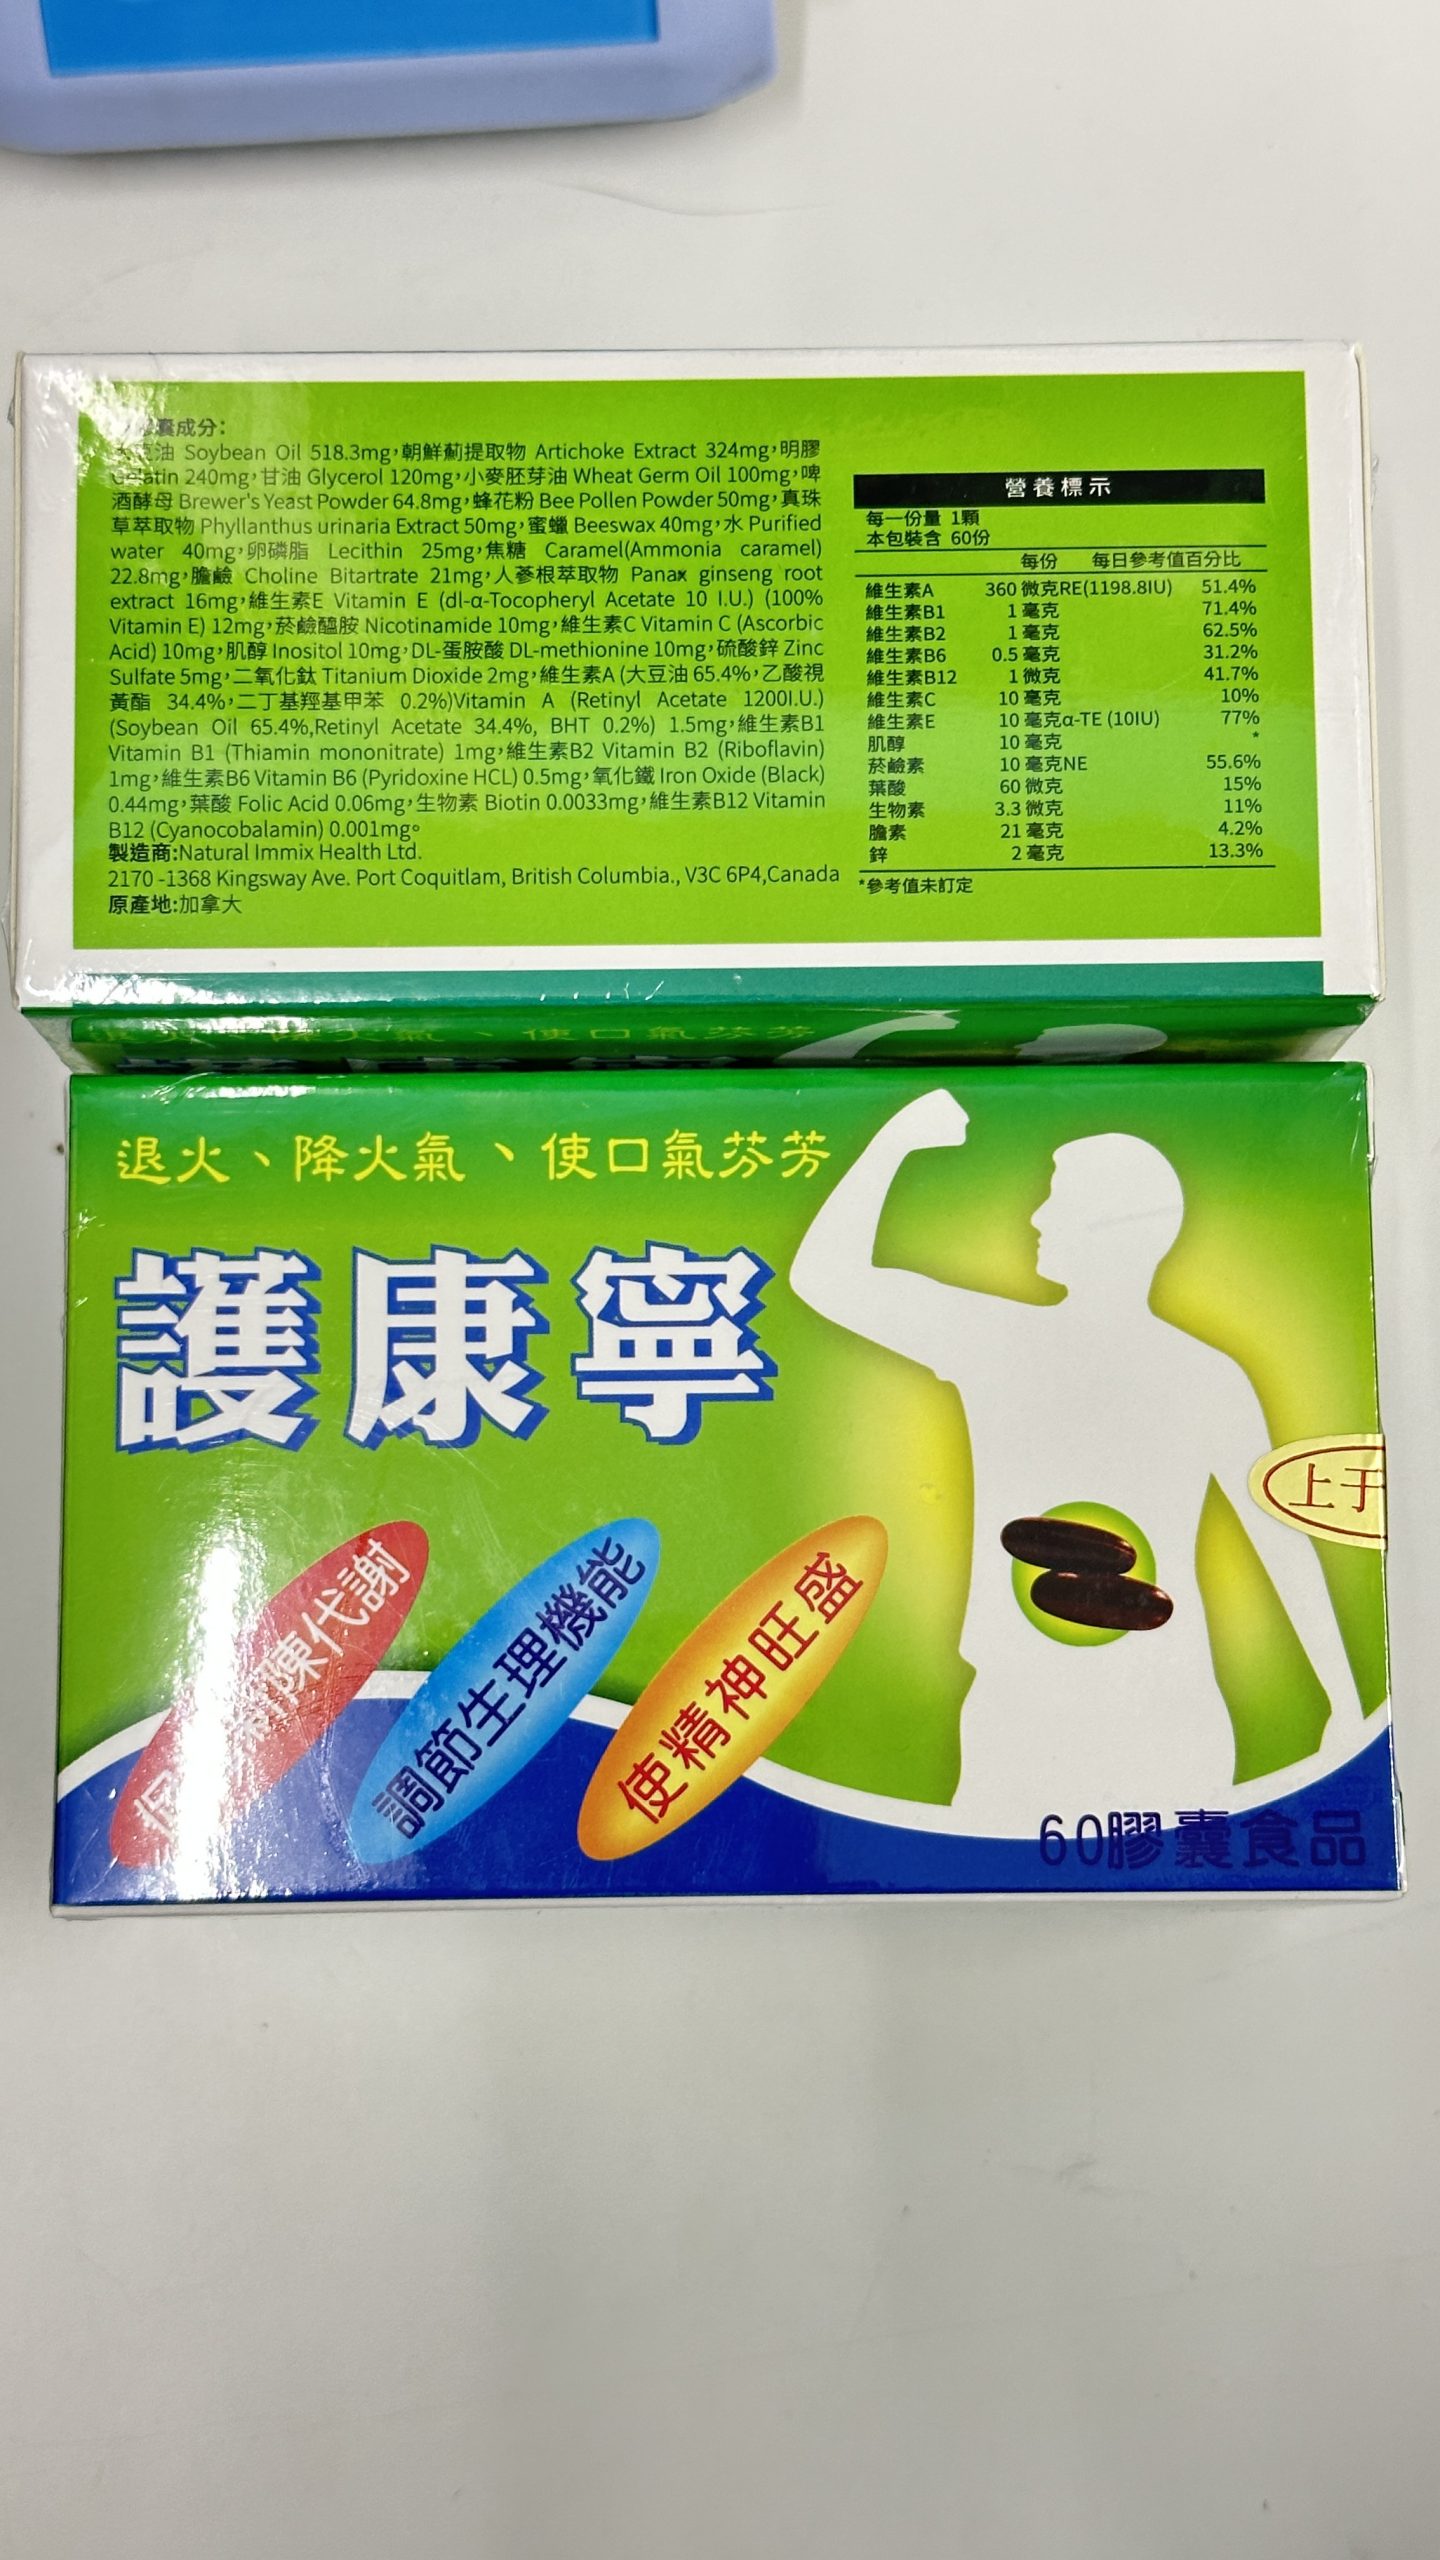 囊成分:
油 Soybean Oil 518.3mg,朝鮮薊提取物 Artichoke Extract 324mg,明膠
Gelatin 240mg,甘油 Glycerol 120mg,小麥胚芽油 Wheat Germ Oil 100mg,啤
酒酵母 Brewer's Yeast Powder 64.8mg,蜂花粉 Bee Pollen Powder 50mg,真珠
草萃取物 Phyllanthus urinaria Extract 50mg,蜜蠟 Beeswax 40mg,水 Purified
water 40mg,卵磷脂 Lecithin 25mg,焦糖 Caramel(Ammonia caramel)
22.8mg,膽鹼 Choline Bitartrate 21mg,人蔘根萃取物 Panax ginseng root
extract 16mg,維生素E Vitamin E (dl-α-Tocopheryl Acetate 10 I.U.) (100%
Vitamin E) 12mg,菸鹼醯胺 Nicotinamide 10mg,維生素C Vitamin C (Ascorbic
Acid) 10mg,肌醇 Inositol 10mg,DL-蛋胺酸 DL-methionine 10mg,硫酸鋅 Zinc
Sulfate 5mg,二氧化鈦 Titanium Dioxide 2mg,維生素A (大豆油 65.4%,乙酸視
黃酯 34.4%,二丁基羥基甲苯 0.2%)Vitamin A (Retinyl Acetate 1200I.U.)
(Soybean Oil 65.4%,Retinyl Acetate 34.4%, BHT 0.2%) 1.5mg,維生素B1
Vitamin B1 (Thiamin mononitrate) 1mg,維生素B2 Vitamin B2 (Riboflavin)
1mg,維生素B6 Vitamin B6 (Pyridoxine HCL) 0.5mg,氧化鐵 Iron Oxide (Black)
0.44mg,葉酸 Folic Acid 0.06mg,生物素 Biotin 0.0033mg,維生素B12 Vitamin
B12 (Cyanocobalamin) 0.001mg。
製造商:Natural Immix Health Ltd.
2170 -1368 Kingsway Ave. Port Coquitlam, British Columbia., V3C 6P4,Canada
原產地:加拿大
營養標示
每一份量 1顆
本包裝含 60份
每份 每日參考值百分比
維生素A 360 微克RE(1198.8IU) 51.4%
維生素B1 1 毫克 71.4%
維生素B2 1 毫克 62.5%
維生素B6 0.5 毫克 31.2%
維生素B12 1 微克 41.7%
維生素C 10 毫克 10%
維生素E 10 毫克α-TE (10IU) 77%
肌醇 10 毫克 *
菸鹼素 10 毫克NE 55.6%
葉酸 60 微克 15%
生物素 3.3 微克 11%
膽素 21 毫克 4.2%
鋅 2 毫克 13.3%
*參考值未訂定
退火、降火氣、使口氣芬芳
退火、降火氣、使口氣芬芳
護康寧
上于
新陳代謝
調節生理機能
使精神旺盛
60膠囊食品